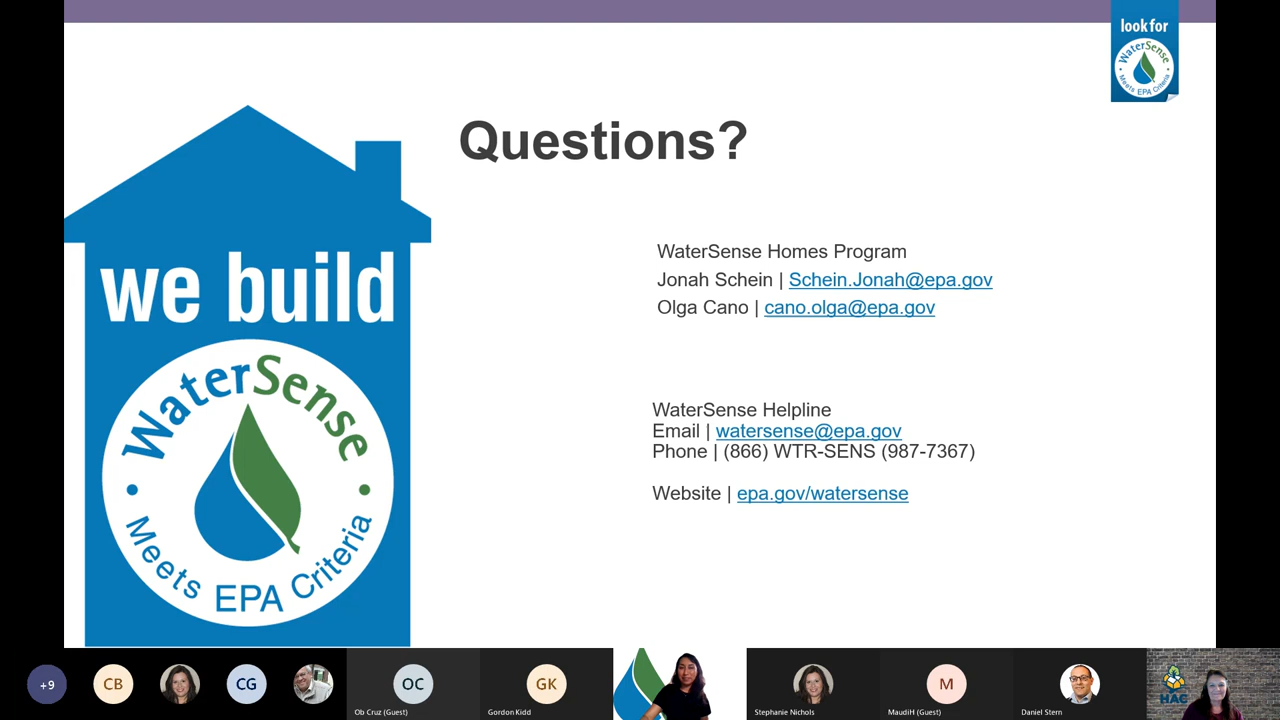 look for
WaterSense
Meets EPA Criteria
Questions?
we build
WaterSense
Meets EPA Criteria
WaterSense Homes Program
Jonah Schein | Schein.Jonah@epa.gov
Olga Cano | cano.olga@epa.gov
WaterSense Helpline
Email | watersense@epa.gov
Phone | (866) WTR-SENS (987-7367)
Website | epa.gov/watersense
+9
CB
CG
OC
Ob Cruz (Guest)
GK
Gordon Kidd
Stephanie Nichols
M
MaudiH (Guest)
Daniel Stern
HAC